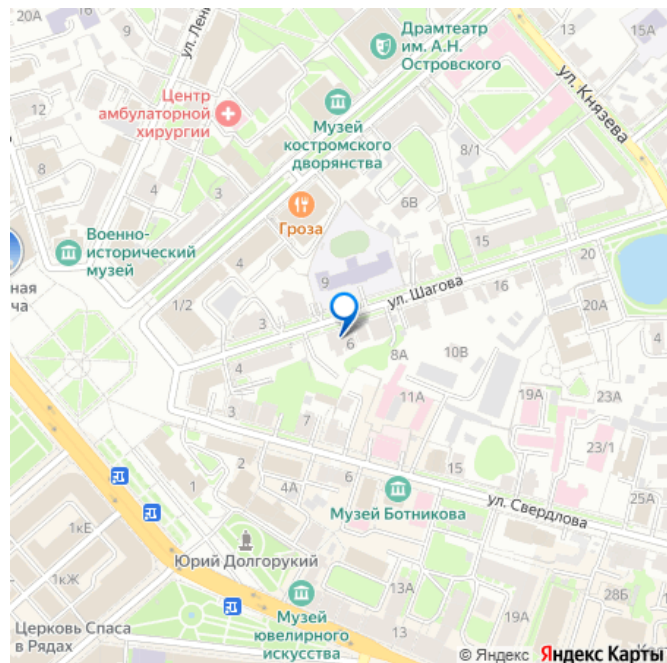 20А
13
15А
ул. Лени
Драмтеатр
им. А.Н.
Островского
ул. Князева
12
Центр
амбулаторной
хирургии
8
4
3
Музей
костромского
дворянства
8/1
Гроза
6В
4
Военно-
исторический
музей
ная
ча
15
20
9
ул. Шагова
16
20А
1/2
3
6
8А
10В
4
4
3
7
11А
19А
23А
23/1
2
1
4А
6
15
25А
Музей Ботникова
ул. Свердлова
1кЕ
Юрий Долгорукий
1кЖ
13А
28Б
19А
Церковь Спаса
в Рядах
Музей
ювелирного
искусства
13
© Яндекс Яндекс Карты